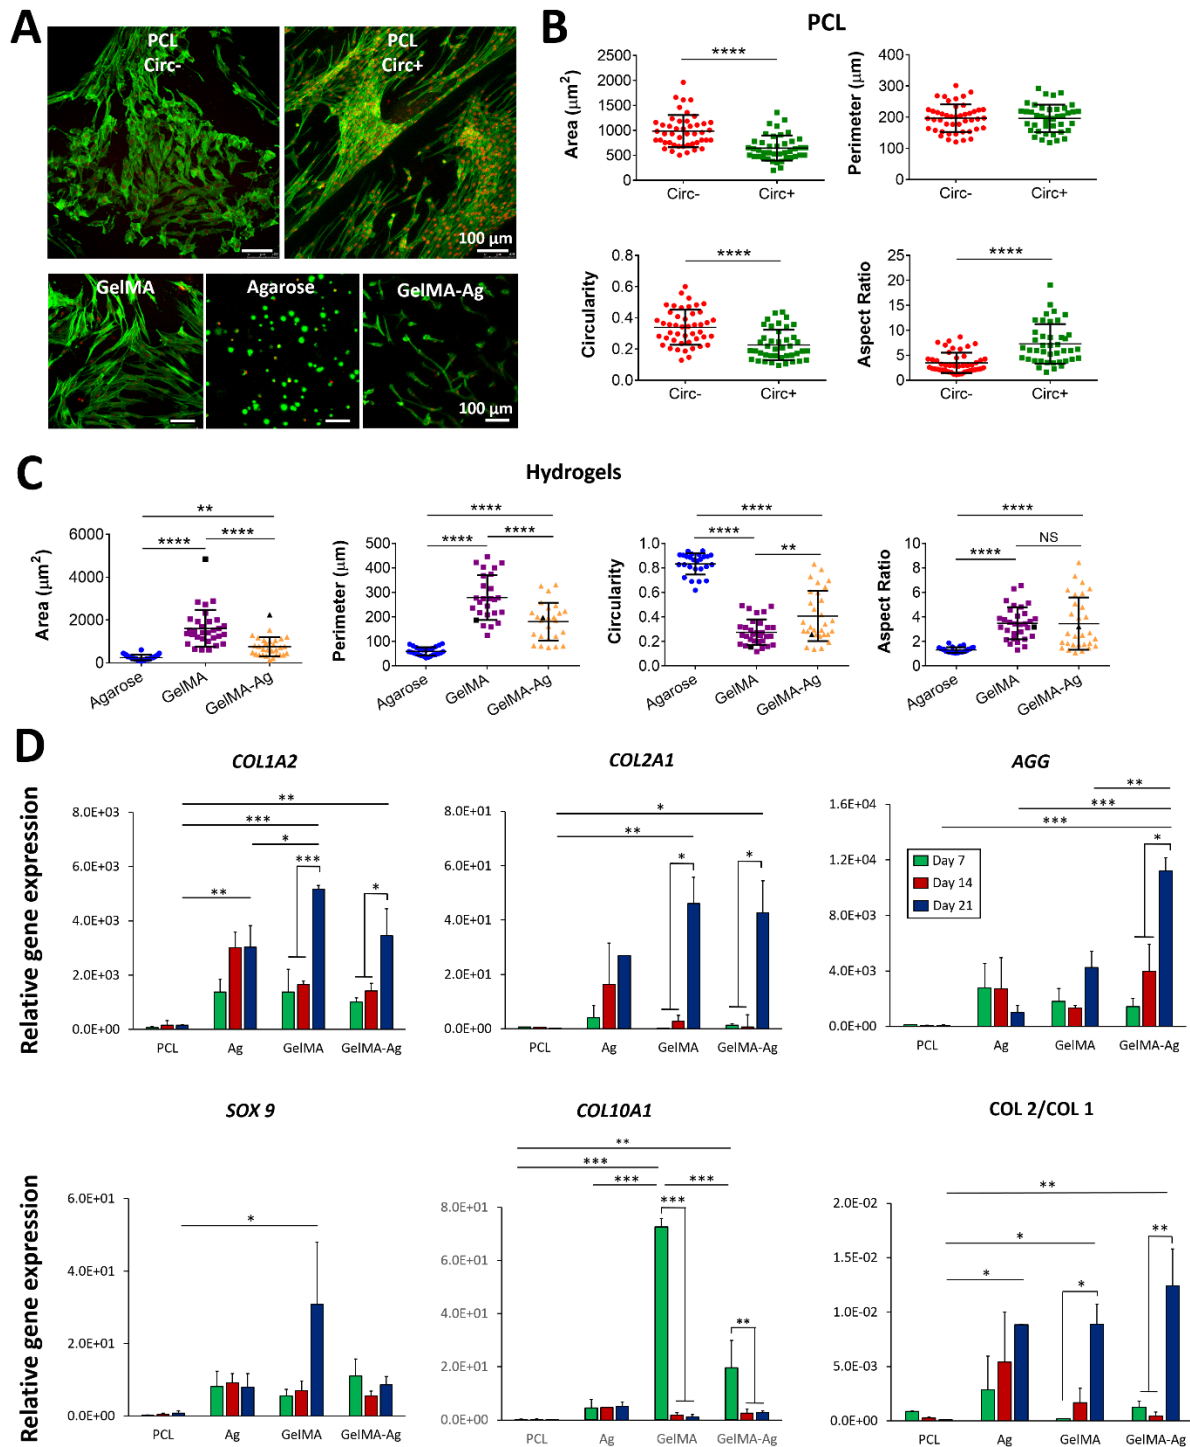 A
PCL
Circ-
PCL
Circ+
100 µm
GelMA
Agarose
GelMA-Ag
100 µm
B
PCL
Area (µm²)
2500
2000
1500
1000
500
0
****
Circ-
Circ+
Perimeter (µm)
400
300
200
100
0
Circ-
Circ+
Circularity
0.8
0.6
0.4
0.2
0.0
****
Circ-
Circ+
Aspect Ratio
25
20
15
10
5
0
****
Circ-
Circ+
C
Hydrogels
Area (µm²)
6000
4000
2000
0
**
****
****
Agarose
GelMA
GelMA-Ag
Perimeter (µm)
500
400
300
200
100
0
****
****
****
Agarose
GelMA
GelMA-Ag
Circularity
1.0
0.8
0.6
0.4
0.2
0.0
****
****
**
Agarose
GelMA
GelMA-Ag
Aspect Ratio
10
8
6
4
2
0
****
****
NS
Agarose
GelMA
GelMA-Ag
D
Relative gene expression
COL1A2
8.0E+03
6.0E+03
4.0E+03
2.0E+03
0.0E+00
**
***
*
***
**
*
PCL
Ag
GelMA
GelMA-Ag
COL2A1
8.0E+01
6.0E+01
4.0E+01
2.0E+01
0.0E+00
*
**
*
*
PCL
Ag
GelMA
GelMA-Ag
AGG
1.6E+04
1.2E+04
8.0E+03
4.0E+03
0.0E+00
**
***
***
*
Day 7
Day 14
Day 21
PCL
Ag
GelMA
GelMA-Ag
Relative gene expression
SOX 9
6.0E+01
4.0E+01
2.0E+01
0.0E+00
*
PCL
Ag
GelMA
GelMA-Ag
COL10A1
8.0E+01
6.0E+01
4.0E+01
2.0E+01
0.0E+00
**
***
***
***
***
**
PCL
Ag
GelMA
GelMA-Ag
COL 2/COL 1
2.0E-02
1.5E-02
1.0E-02
5.0E-03
0.0E+00
**
*
*
*
**
PCL
Ag
GelMA
GelMA-Ag